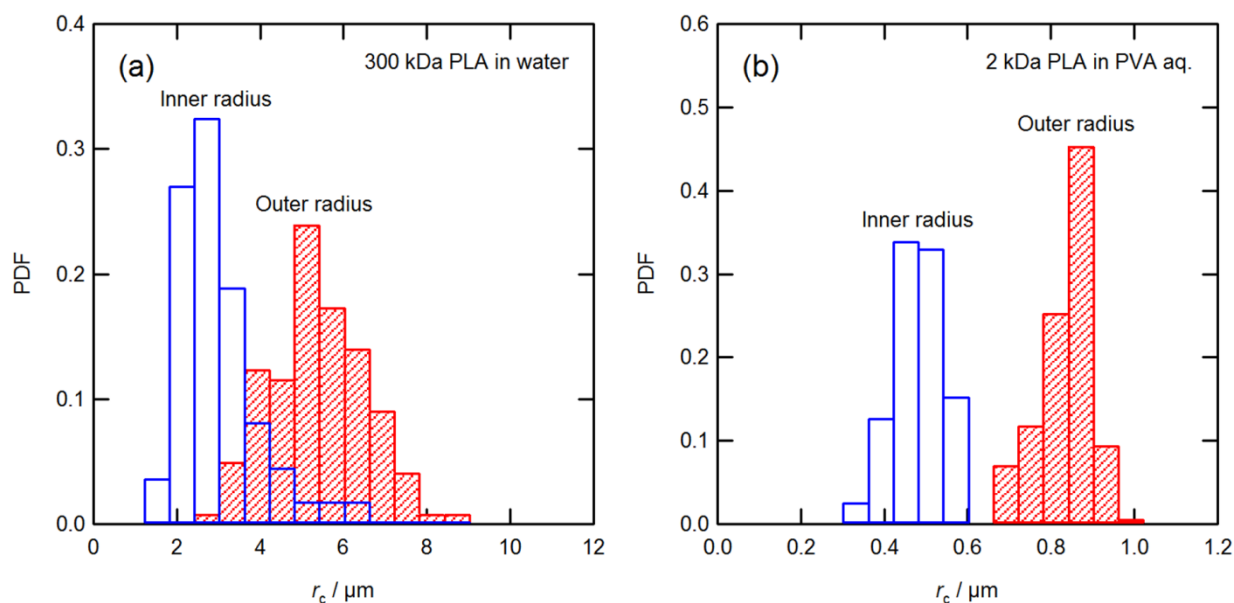 (a)
300 kDa PLA in water
Inner radius
Outer radius
PDF
0.4
0.3
0.2
0.1
0.0
0 2 4 6 8 10 12
r_c / µm
(b)
2 kDa PLA in PVA aq.
Outer radius
Inner radius
PDF
0.6
0.5
0.4
0.3
0.2
0.1
0.0
0.0 0.2 0.4 0.6 0.8 1.0 1.2
r_c / µm